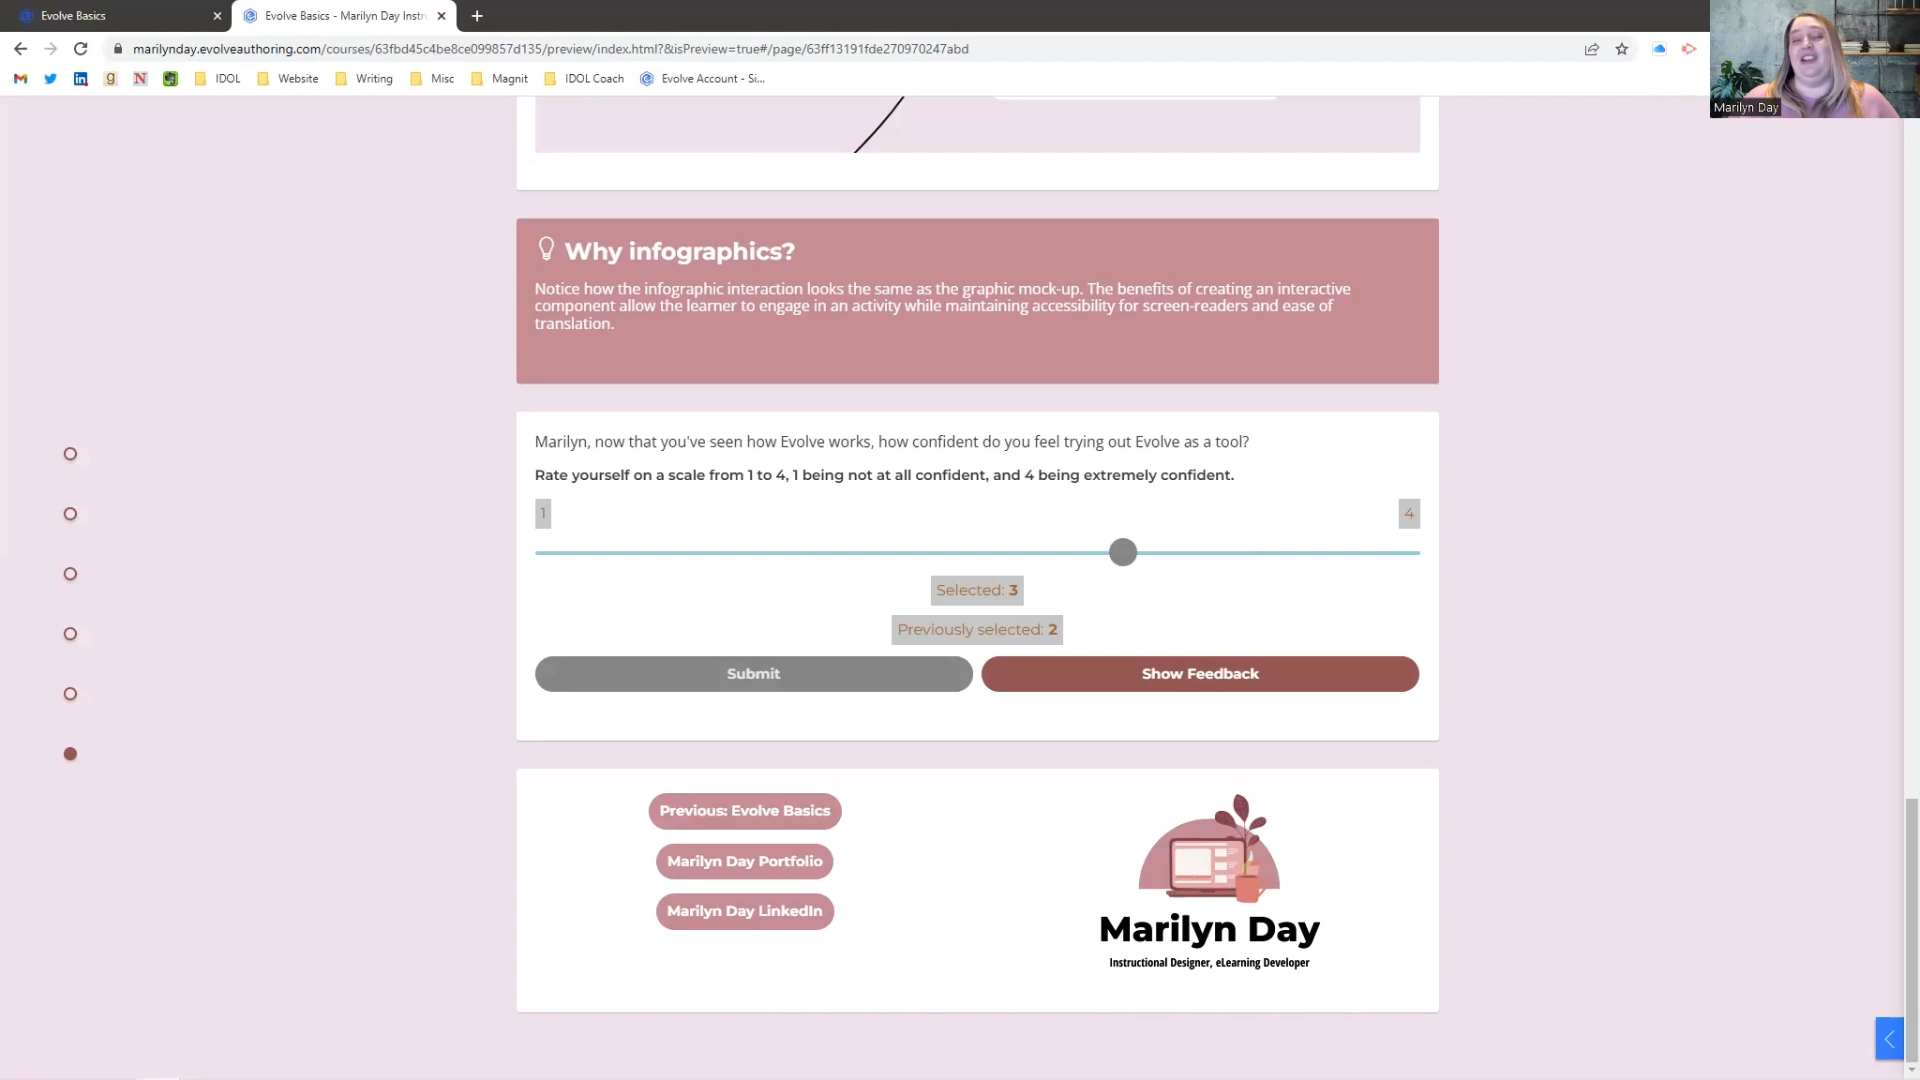 Evolve Basics
Evolve Basics - Marilyn Day Instr
marilynday.evolveauthoring.com/courses/63fbd45c4be8ce099857d135/preview/index.html?&isPreview=true#/page/63ff13191fde270970247abd
IDOL
Website
Writing
Misc
Magnit
IDOL Coach
Evolve Account - Si...
Marilyn Day
Why infographics?
Notice how the infographic interaction looks the same as the graphic mock-up. The benefits of creating an interactive
component allow the learner to engage in an activity while maintaining accessibility for screen-readers and ease of
translation.
Marilyn, now that you've seen how Evolve works, how confident do you feel trying out Evolve as a tool?
Rate yourself on a scale from 1 to 4, 1 being not at all confident, and 4 being extremely confident.
1
4
Selected: 3
Previously selected: 2
Submit
Show Feedback
Previous: Evolve Basics
Marilyn Day Portfolio
Marilyn Day LinkedIn
Marilyn Day
Instructional Designer, eLearning Developer